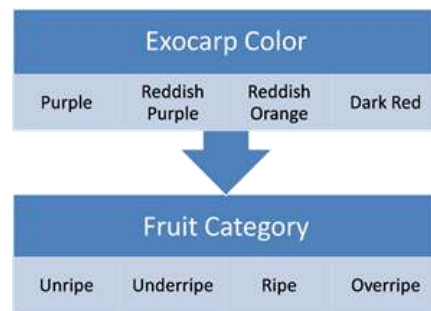 Exocarp Color
Purple
Reddish Purple
Reddish Orange
Dark Red
Fruit Category
Unripe
Underripe
Ripe
Overripe